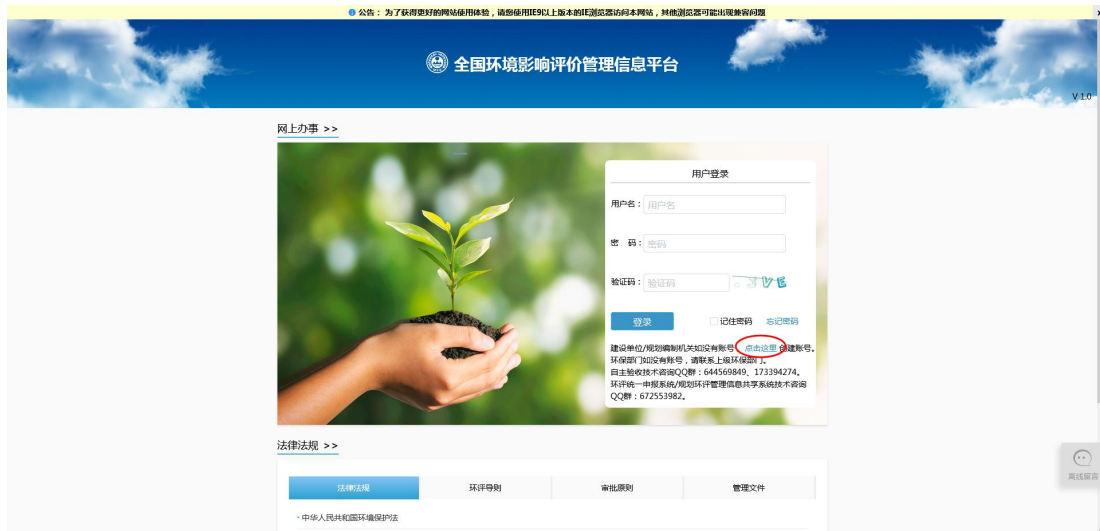 公告：为了获得更好的网站使用体验，请您使用IE9以上版本的IE浏览器访问本网站，其他浏览器可能出现兼容问题
x
全国环境影响评价管理信息平台
V 1.0
网上办事 >>
用户登录
用户名：用户名
密 码：密码
验证码：验证码
登录 记住密码 忘记密码
建设单位/规划编制机关如没有账号 点击这里 创建账号。
环保部门如没有账号，请联系上级环保部门。
自主验收技术咨询QQ群：644569849、173394274。
环评统一申报系统/规划环评管理信息共享系统技术咨询
QQ群：672553982。
法律法规 >>
离线留言
法律法规 环评导则 审批原则 管理文件
·中华人民共和国环境保护法